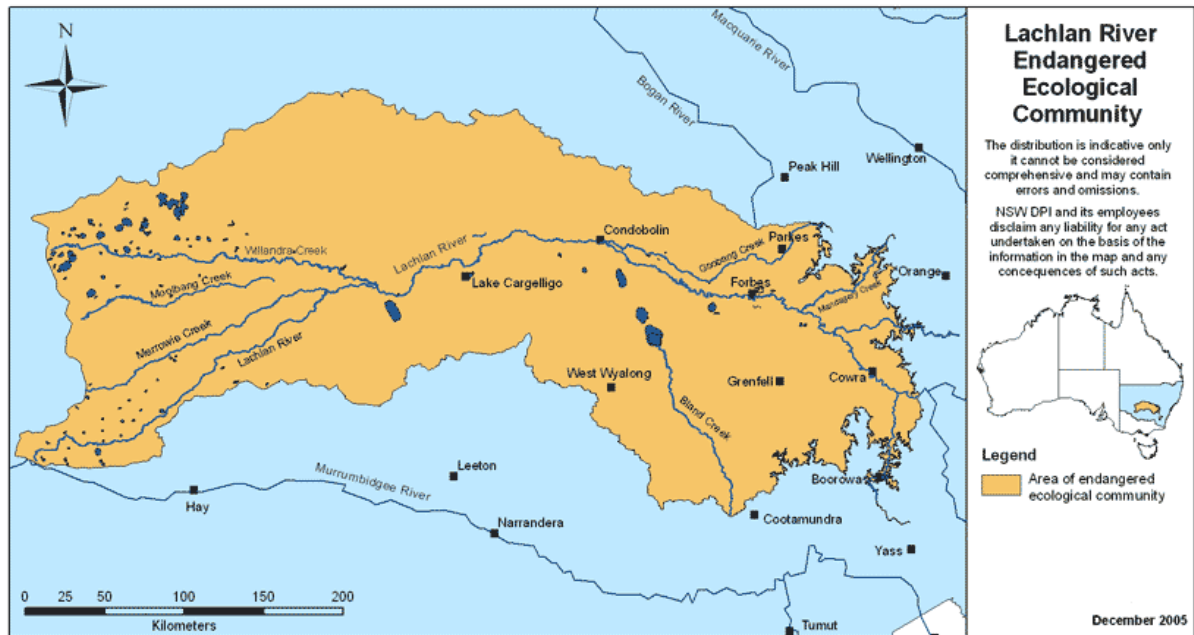 N
Macquarie River
Bogan River
Peak Hill
Wellington
Willandra Creek
Lachlan River
Condobolin
Goobang Creek
Parkes
Orange
Moolbang Creek
Lake Cargelligo
Forbes
Mandagery Creek
Merrowie Creek
Lachlan River
West Wyalong
Grenfell
Cowra
Bland Creek
Murrumbidgee River
Leeton
Boorowa
Hay
Narrandera
Cootamundra
Yass
Tumut
0 25 50 100 150 200
Kilometers
Lachlan River
Endangered
Ecological
Community
The distribution is indicative only
it cannot be considered
comprehensive and may contain
errors and omissions.
NSW DPI and its employees
disclaim any liability for any act
undertaken on the basis of the
information in the map and any
concequences of such acts.
Legend
Area of endangered
ecological community
December 2005